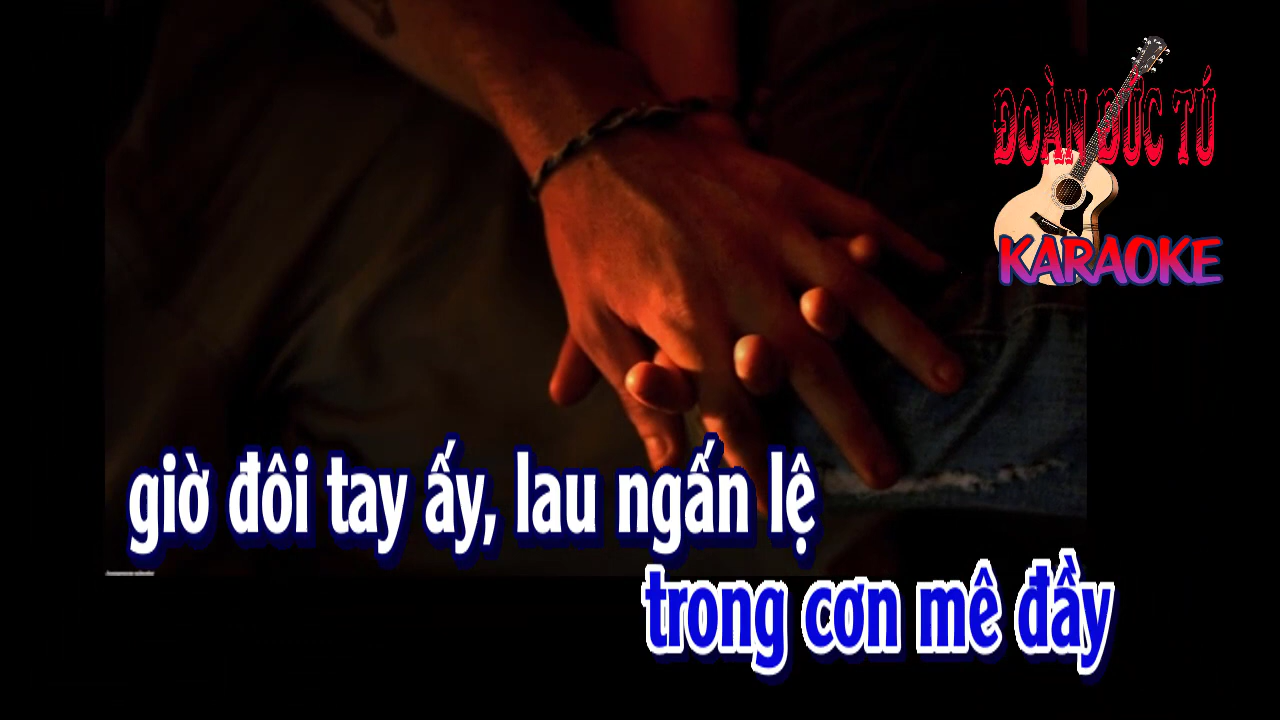 ĐOÀN ĐỨC TÚ
KARAOKE
giờ đôi tay ấy, lau ngấn lệ
trong cơn mê đầy